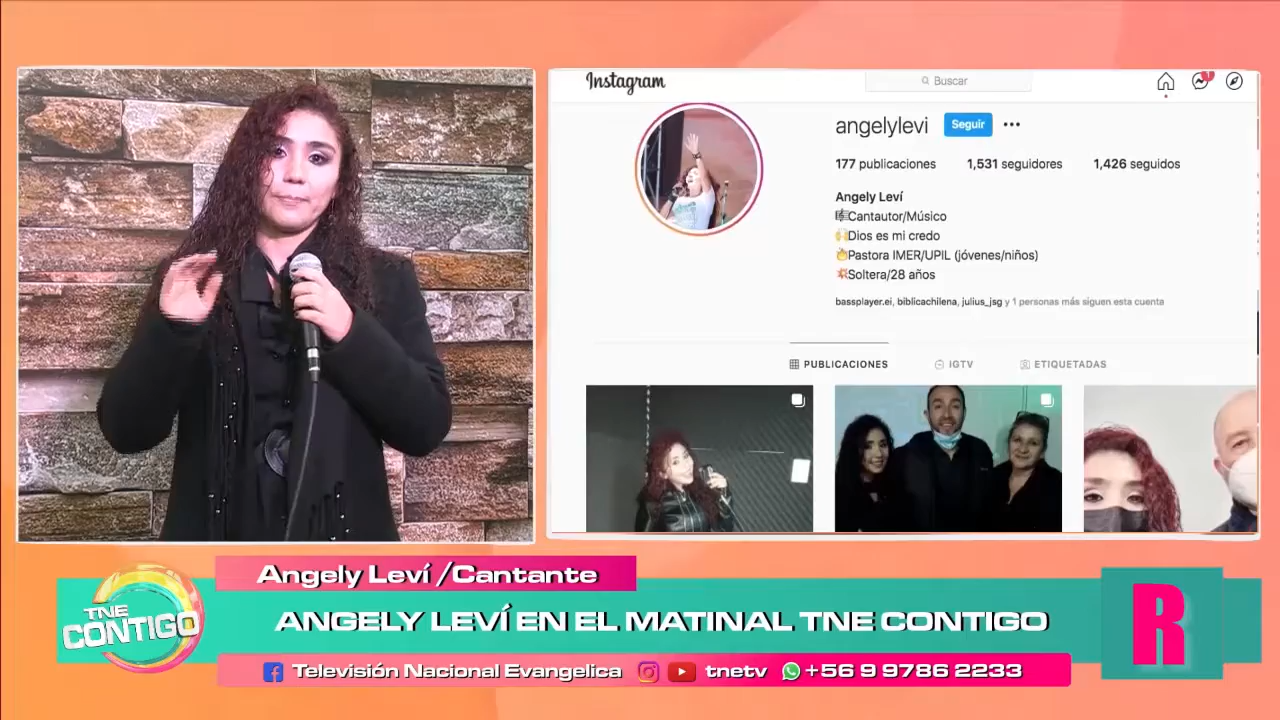 Instagram
Buscar
angelylevi
Seguir
177 publicaciones 1,531 seguidores 1,426 seguidos
Angely Leví
Cantautor/Músico
Dios es mi credo
Pastora IMER/UPIL (jóvenes/niños)
Soltera/28 años
bassplayer.ei, biblicachilena, julius_jsg y 1 personas más siguen esta cuenta
PUBLICACIONES IGTV ETIQUETADAS
Angely Leví /Cantante
TNE CONTIGO
ANGELY LEVÍ EN EL MATINAL TNE CONTIGO
R
Televisión Nacional Evangelica tnetv +56 9 9786 2233